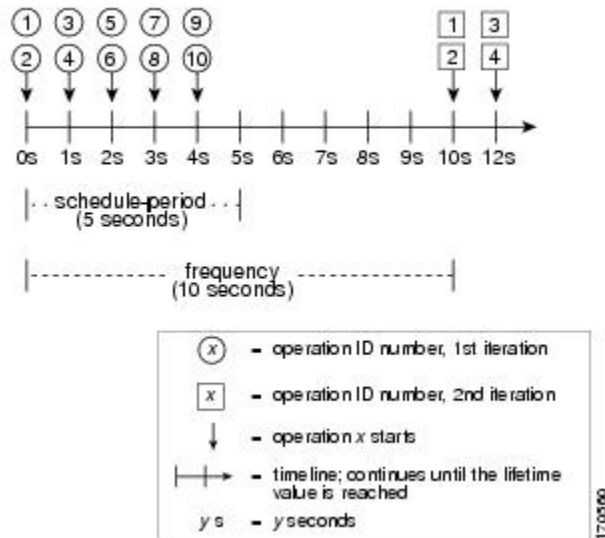 1 3 5 7 9 1 3
2 4 6 8 10 2 4
0s 1s 2s 3s 4s 5s 6s 7s 8s 9s 10s 12s
schedule-period
(5 seconds)
frequency
(10 seconds)
x = operation ID number, 1st iteration
x = operation ID number, 2nd iteration
= operation x starts
= timeline; continues until the lifetime
value is reached
y s = y seconds
170560